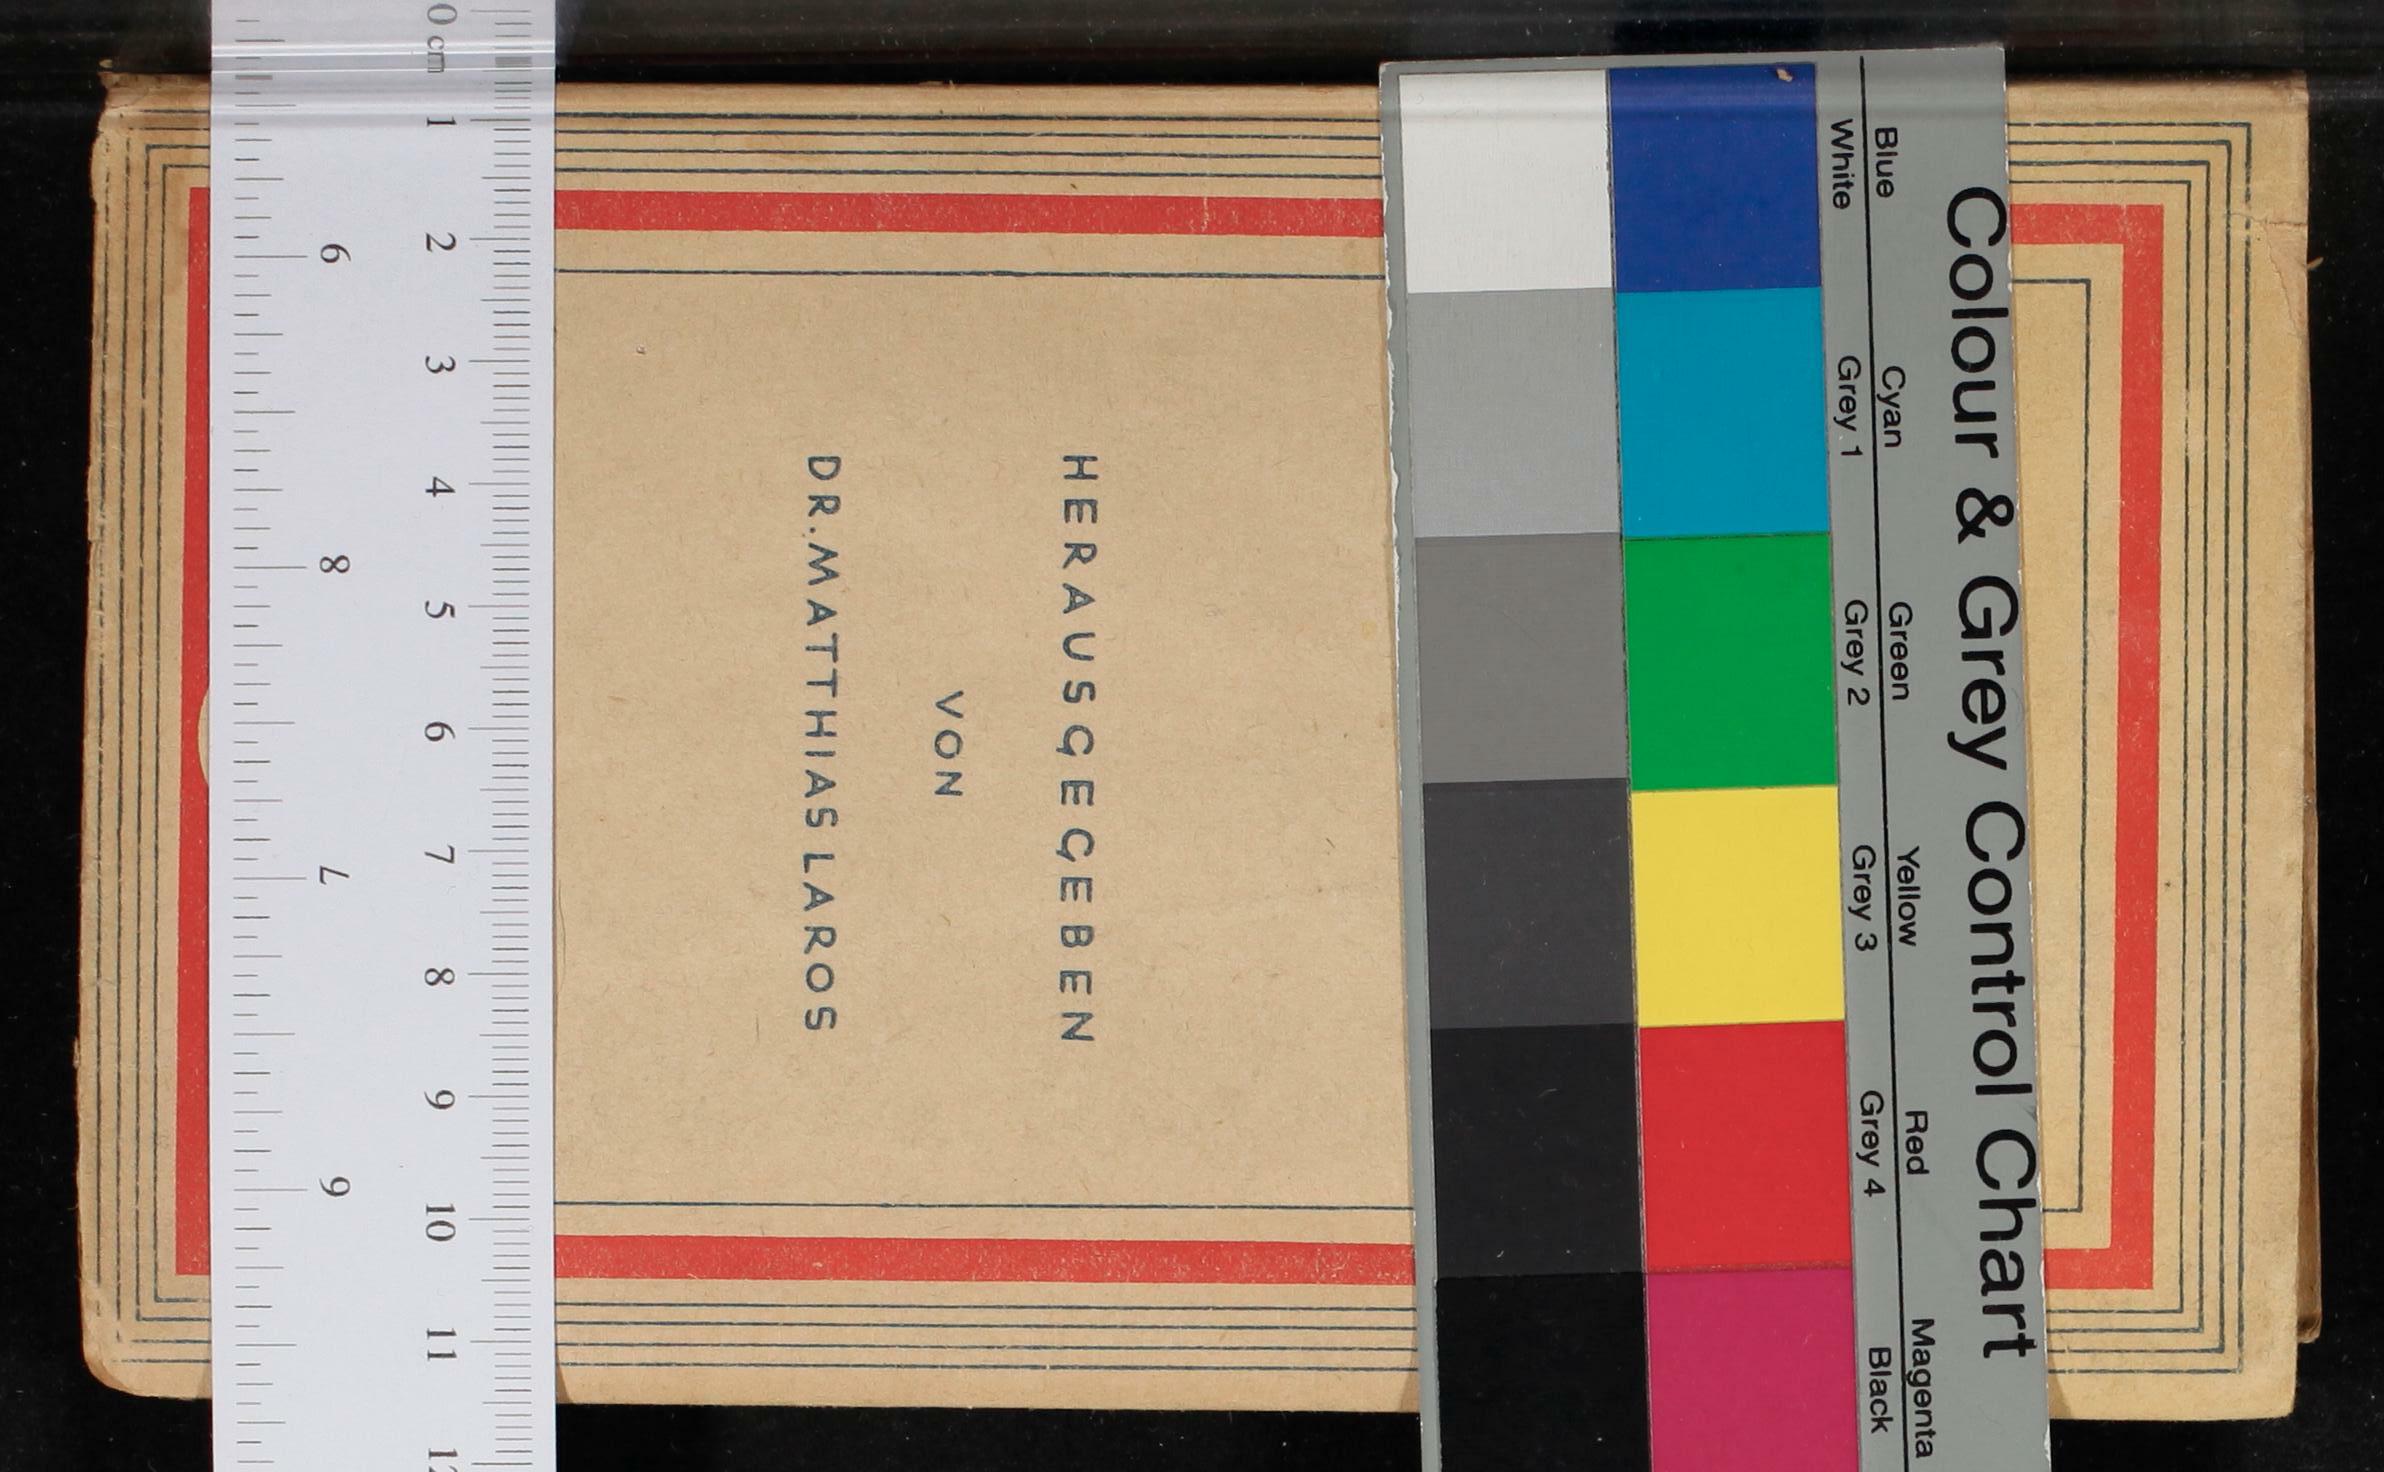 Colour & Grey Control Chart
Blue Cyan Green Yellow Red Magenta
White Grey 1 Grey 2 Grey 3 Grey 4 Black
HERAUSGEGEBEN
VON
DR. MATTHIAS LAROS
0 cm 1 2 3 4 5 6 7 8 9 10 11 12
6 8 7 9